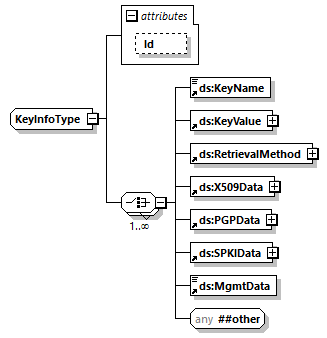 attributes
Id
KeyInfoType
1..∞
ds:KeyName
ds:KeyValue
ds:RetrievalMethod
ds:X509Data
ds:PGPData
ds:SPKIData
ds:MgmtData
any ##other